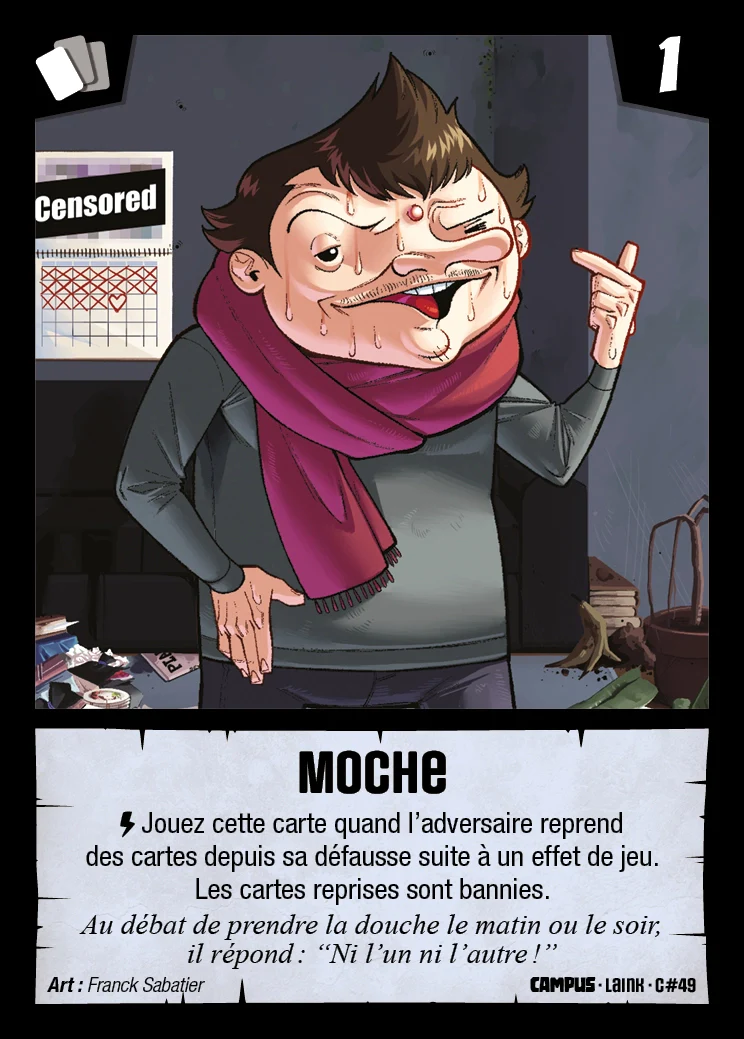 1
Censored
MOCHE
Jouez cette carte quand l’adversaire reprend
des cartes depuis sa défausse suite à un effet de jeu.
Les cartes reprises sont bannies.
Au débat de prendre la douche le matin ou le soir,
il répond : “Ni l’un ni l’autre !”
Art : Franck Sabatier
CAMPUS · LAINK · C#49